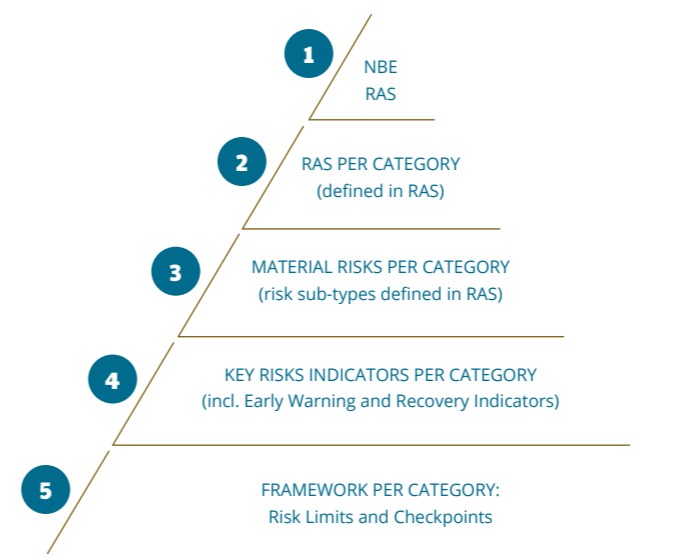 1
NBE
RAS
2
RAS PER CATEGORY
(defined in RAS)
3
MATERIAL RISKS PER CATEGORY
(risk sub-types defined in RAS)
4
KEY RISKS INDICATORS PER CATEGORY
(incl. Early Warning and Recovery Indicators)
5
FRAMEWORK PER CATEGORY:
Risk Limits and Checkpoints